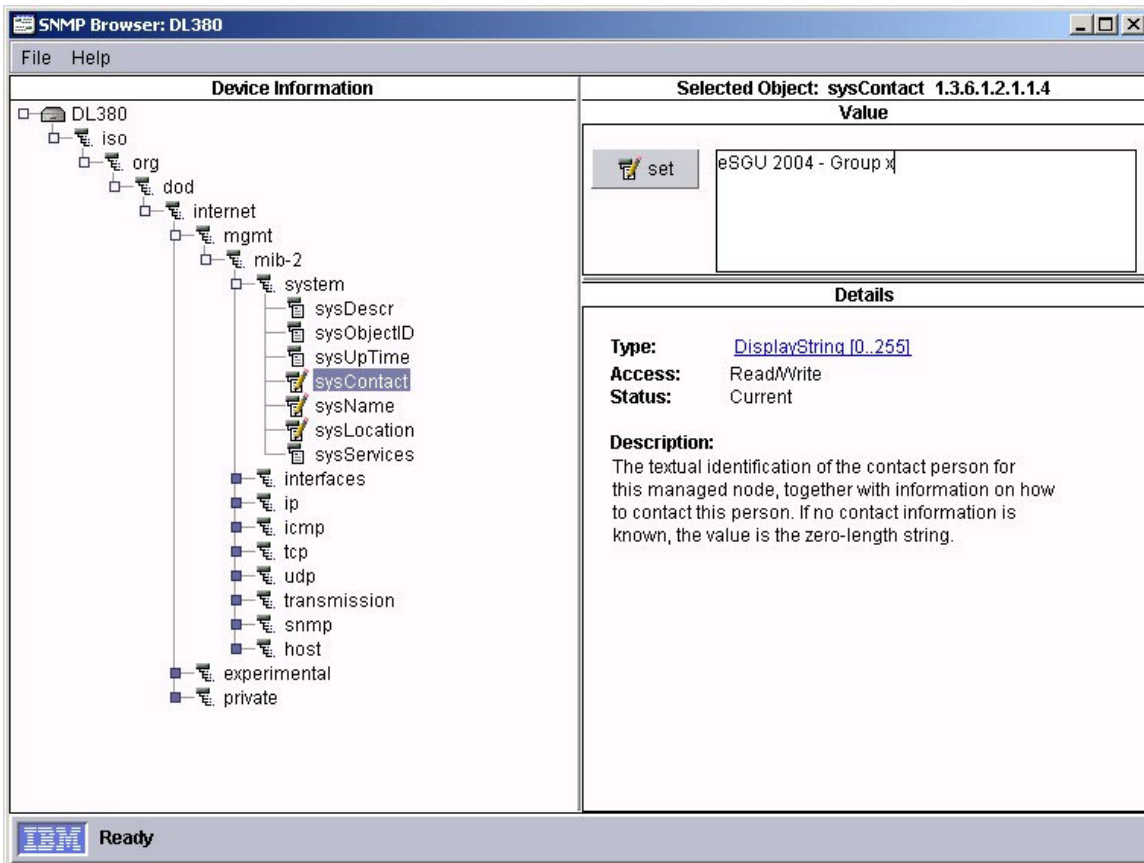 SNMP Browser: DL380
File Help
Device Information
DL380
iso
org
dod
internet
mgmt
mib-2
system
sysDescr
sysObjectID
sysUpTime
sysContact
sysName
sysLocation
sysServices
interfaces
ip
icmp
tcp
udp
transmission
snmp
host
experimental
private
Selected Object: sysContact 1.3.6.1.2.1.1.4
Value
set
eSGU 2004 - Group x
Details
Type: DisplayString [0..255]
Access: Read/Write
Status: Current
Description:
The textual identification of the contact person for
this managed node, together with information on how
to contact this person. If no contact information is
known, the value is the zero-length string.
IBM Ready